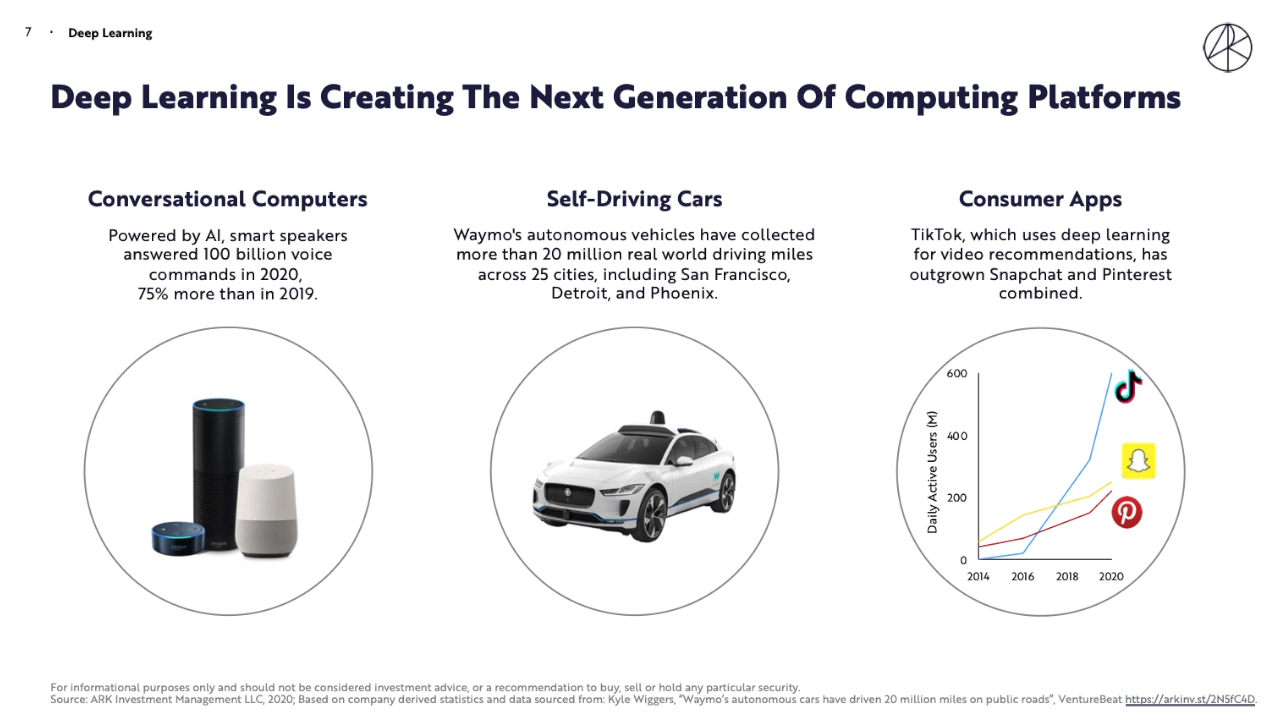 7 · Deep Learning
Deep Learning Is Creating The Next Generation Of Computing Platforms
Conversational Computers
Powered by AI, smart speakers
answered 100 billion voice
commands in 2020,
75% more than in 2019.
Self-Driving Cars
Waymo's autonomous vehicles have collected
more than 20 million real world driving miles
across 25 cities, including San Francisco,
Detroit, and Phoenix.
Consumer Apps
TikTok, which uses deep learning
for video recommendations, has
outgrown Snapchat and Pinterest
combined.
Daily Active Users (M)
600
400
200
0
2014 2016 2018 2020
For informational purposes only and should not be considered investment advice, or a recommendation to buy, sell or hold any particular security.
Source: ARK Investment Management LLC, 2020; Based on company derived statistics and data sourced from: Kyle Wiggers, “Waymo’s autonomous cars have driven 20 million miles on public roads”, VentureBeat https://arkinv.st/2N5fC4D.